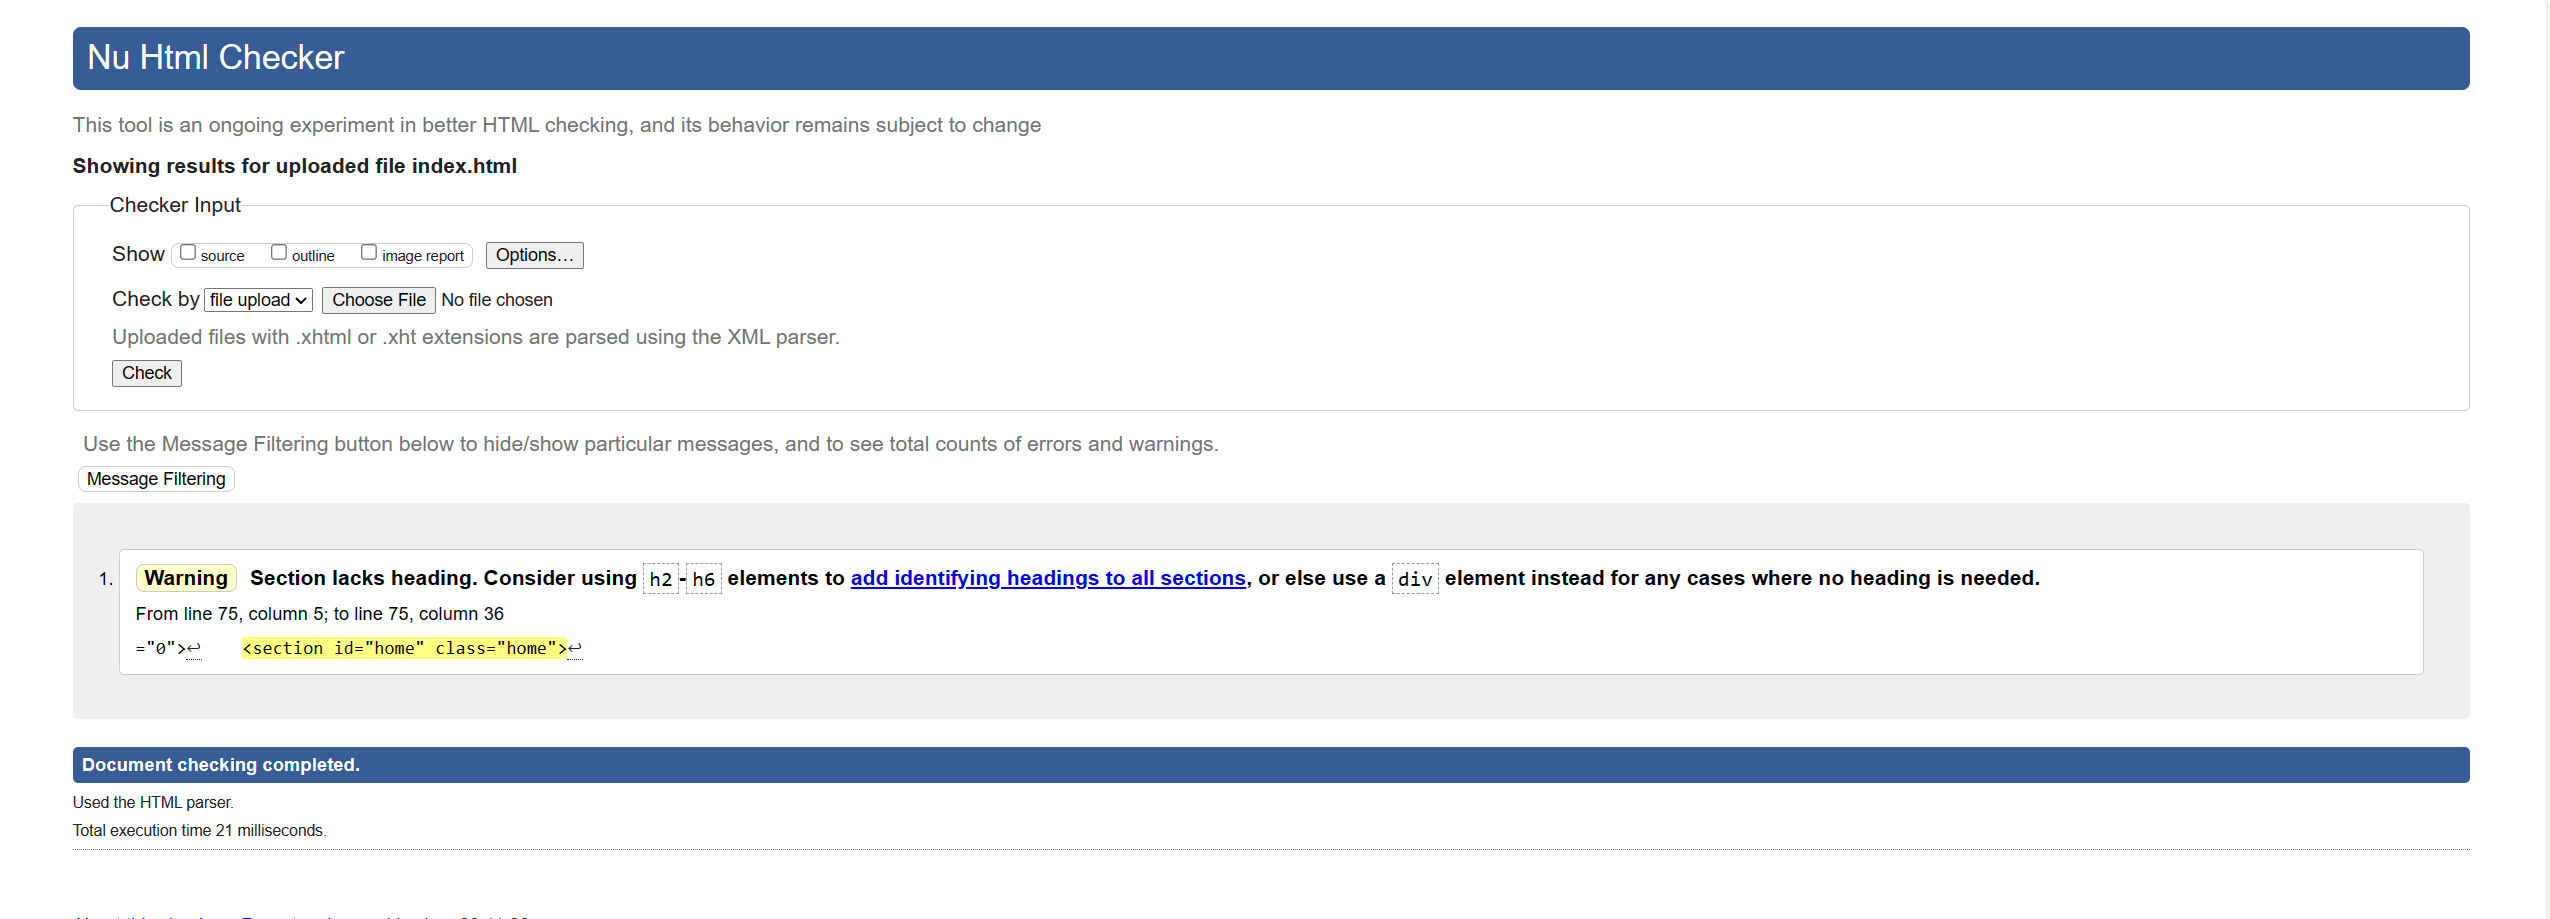 Nu Html Checker
This tool is an ongoing experiment in better HTML checking, and its behavior remains subject to change
Showing results for uploaded file index.html
Checker Input
Show source outline image report Options...
Check by file upload Choose File No file chosen
Uploaded files with .xhtml or .xht extensions are parsed using the XML parser.
Check
Use the Message Filtering button below to hide/show particular messages, and to see total counts of errors and warnings.
Message Filtering
1. Warning Section lacks heading. Consider using h2-h6 elements to add identifying headings to all sections, or else use a div element instead for any cases where no heading is needed.
From line 75, column 5; to line 75, column 36
="0">↩ <section id="home" class="home">↩
Document checking completed.
Used the HTML parser.
Total execution time 21 milliseconds.